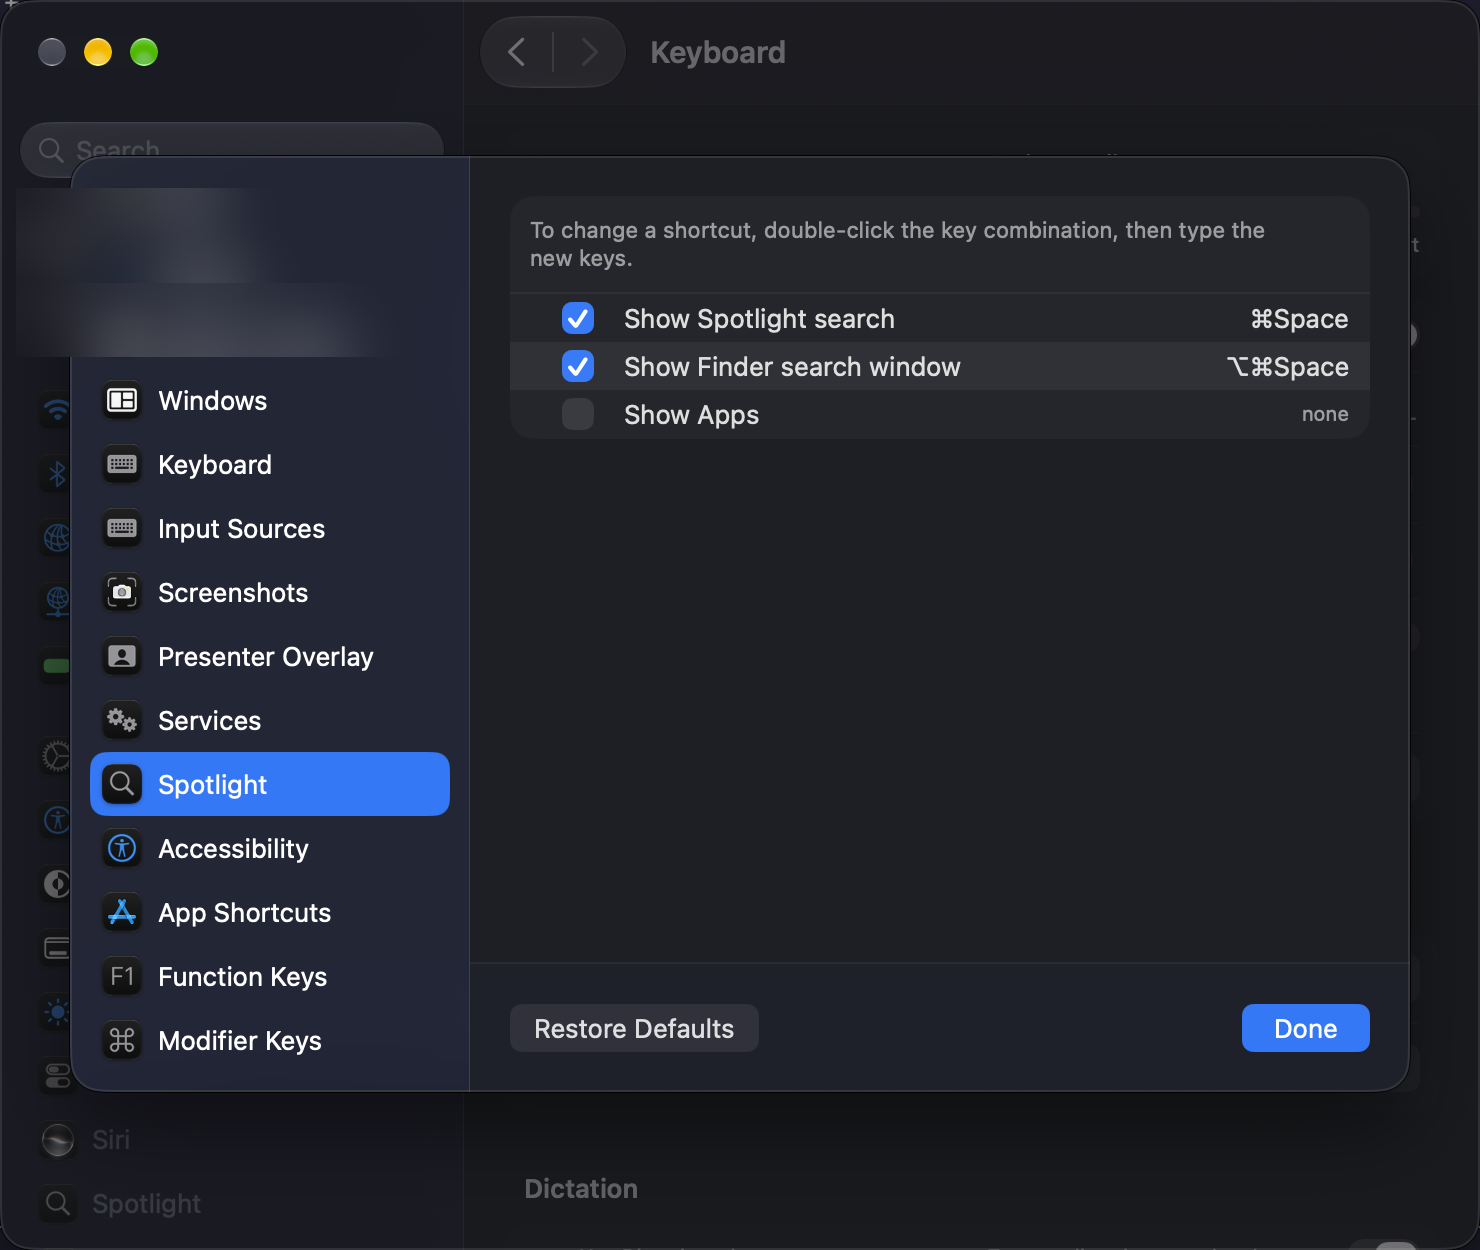 Keyboard
Search
To change a shortcut, double-click the key combination, then type the
new keys.
Show Spotlight search ⌘Space
Show Finder search window ⌥⌘Space
Show Apps none
Windows
Keyboard
Input Sources
Screenshots
Presenter Overlay
Services
Spotlight
Accessibility
App Shortcuts
F1 Function Keys
Modifier Keys
Restore Defaults
Done
Siri
Spotlight
Dictation